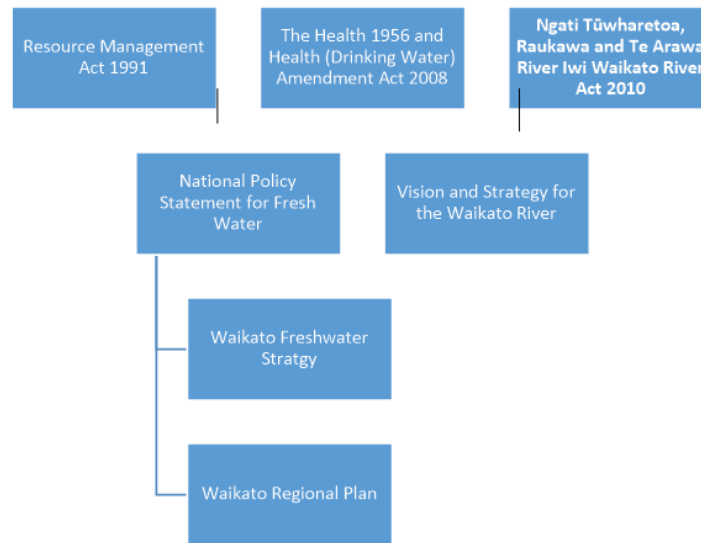 Resource Management
Act 1991
The Health 1956 and
Health (Drinking Water)
Amendment Act 2008
Ngati Tūwharetoa,
Raukawa and Te Arawa
River Iwi Waikato River
Act 2010
National Policy
Statement for Fresh
Water
Vision and Strategy for
the Waikato River
Waikato Freshwater
Stratgy
Waikato Regional Plan